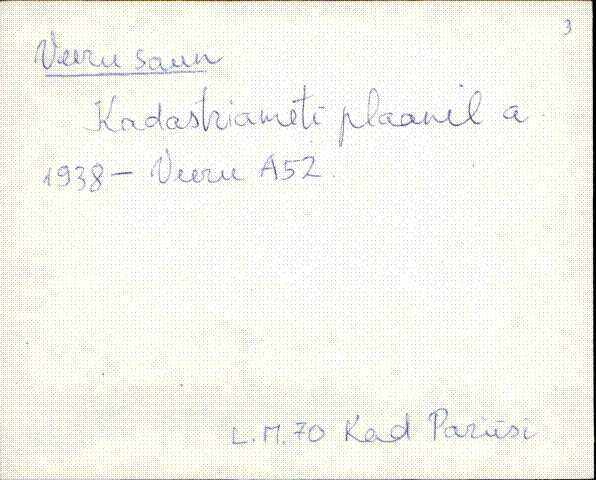 3
Veeru saun
Kadastriameti plaanil a.
1938 – Veeru A52.
L.M. 70 Kad Pariisi